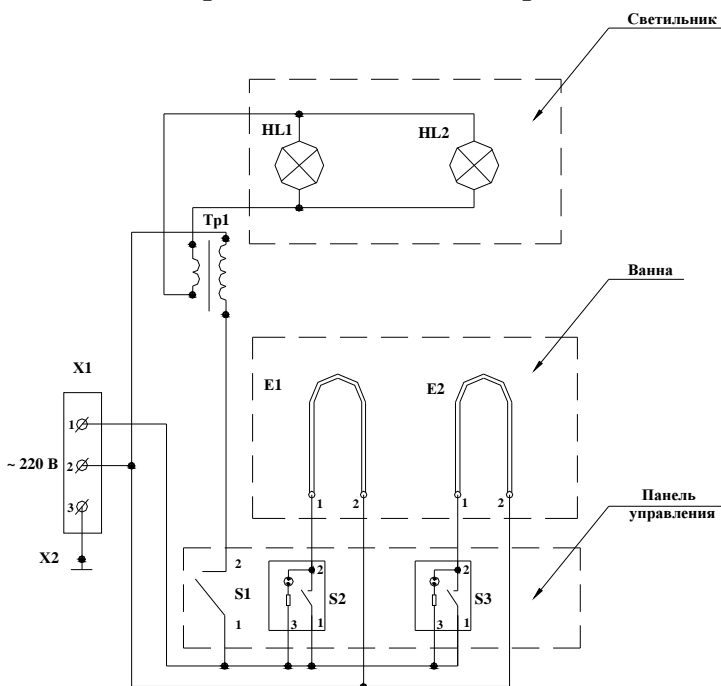 Светильник
HL1
HL2
Тр1
Ванна
X1
E1
E2
1
~ 220 В
2
3
1
2
1
2
Панель
управления
X2
2
2
2
S1
S2
S3
1
3
1
3
1